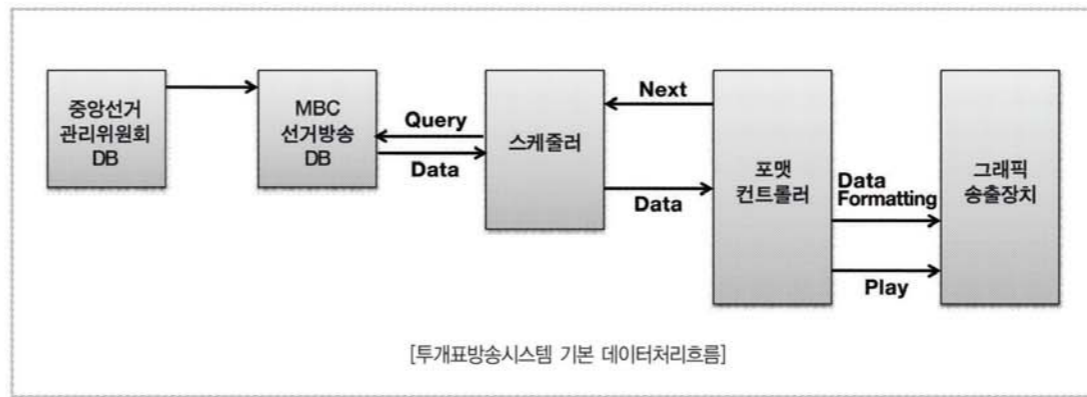 중앙선거
관리위원회
DB
MBC
선거방송
DB
Query
Data
스케줄러
Next
Data
포맷
컨트롤러
Data
Formatting
Play
그래픽
송출장치
[투개표방송시스템 기본 데이터처리흐름]